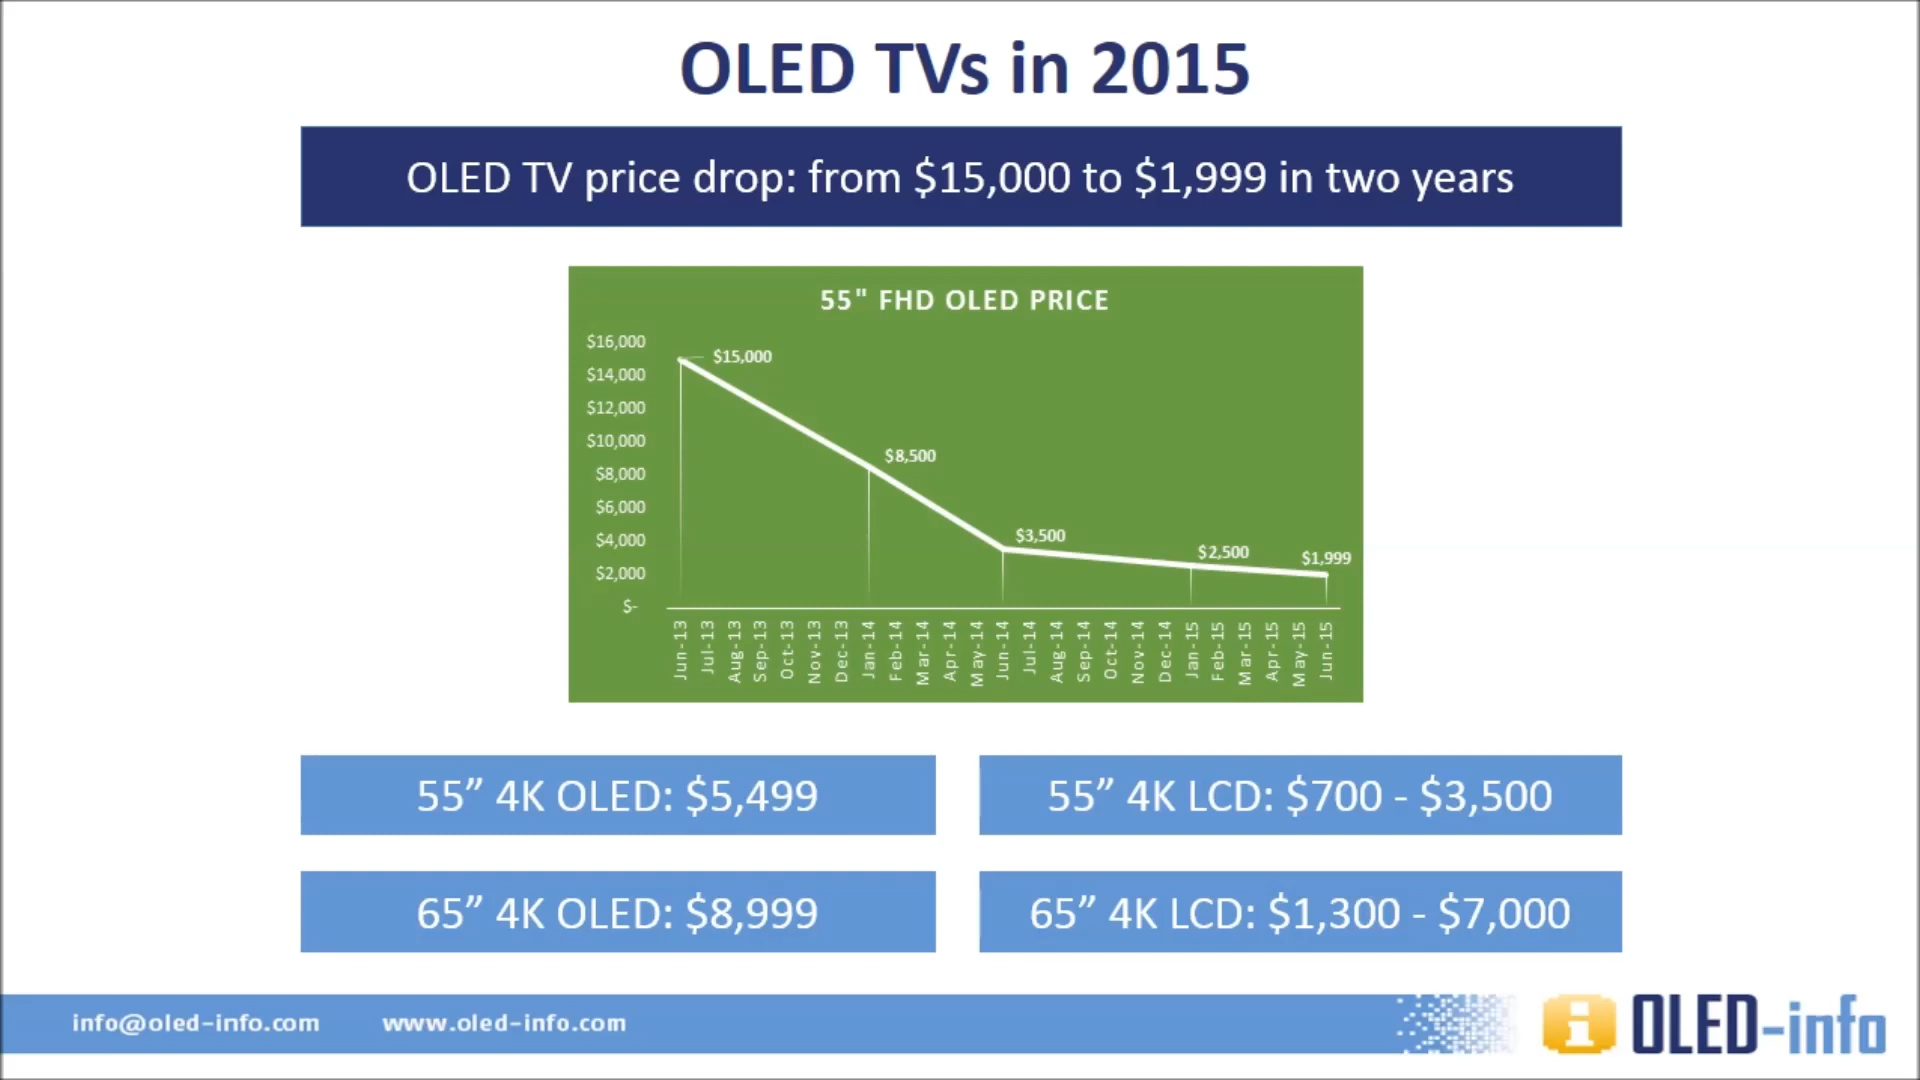 OLED TVs in 2015
OLED TV price drop: from $15,000 to $1,999 in two years
55" FHD OLED PRICE
$16,000
$14,000
$12,000
$10,000
$8,000
$6,000
$4,000
$2,000
$-
$15,000
$8,500
$3,500
$2,500
$1,999
Jun-13
Jul-13
Aug-13
Sep-13
Oct-13
Nov-13
Dec-13
Jan-14
Feb-14
Mar-14
Apr-14
May-14
Jun-14
Jul-14
Aug-14
Sep-14
Oct-14
Nov-14
Dec-14
Jan-15
Feb-15
Mar-15
Apr-15
May-15
Jun-15
55” 4K OLED: $5,499
55” 4K LCD: $700 - $3,500
65” 4K OLED: $8,999
65” 4K LCD: $1,300 - $7,000
info@oled-info.com
www.oled-info.com
i OLED-info